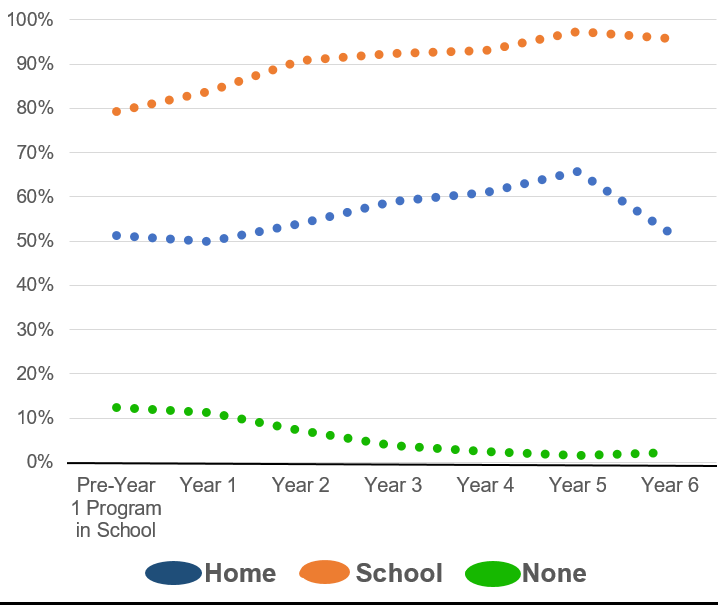 100%
90%
80%
70%
60%
50%
40%
30%
20%
10%
0%
Pre-Year Year 1 Year 2 Year 3 Year 4 Year 5 Year 6
1 Program
in School
Home School None